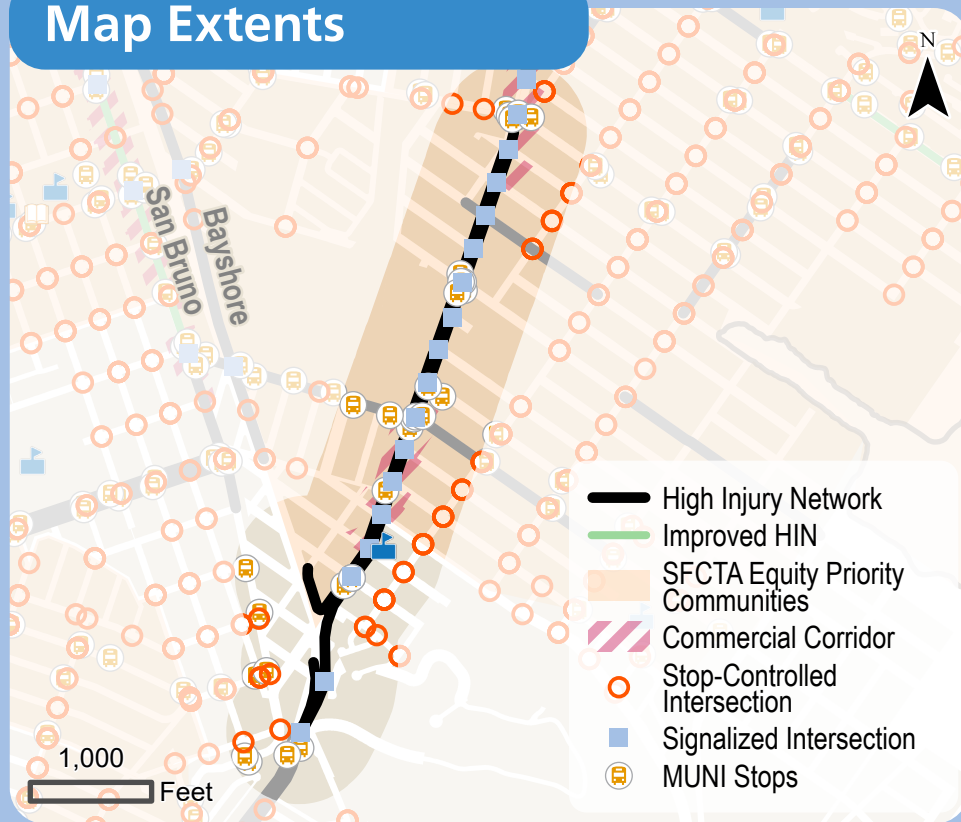 Map Extents
N
San Bruno
Bayshore
High Injury Network
Improved HIN
SFCTA Equity Priority
Communities
Commercial Corridor
Stop-Controlled
Intersection
Signalized Intersection
MUNI Stops
1,000
Feet